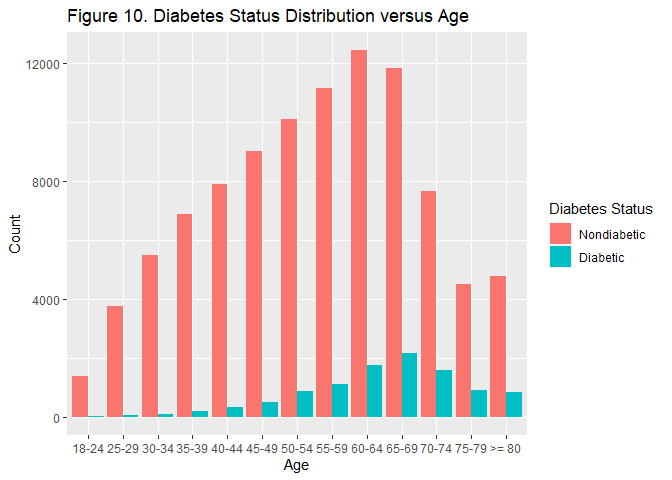 Figure 10. Diabetes Status Distribution versus Age
12000
8000
4000
0
Count
18-24 25-29 30-34 35-39 40-44 45-49 50-54 55-59 60-64 65-69 70-74 75-79 >= 80
Age
Diabetes Status
Nondiabetic
Diabetic